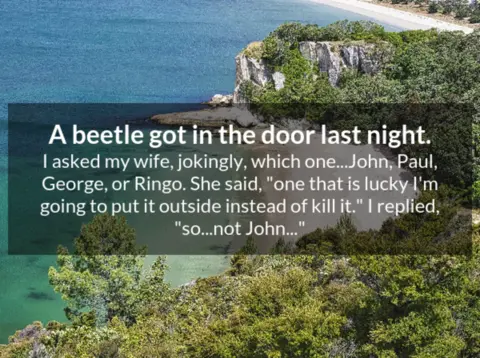 A beetle got in the door last night.
I asked my wife, jokingly, which one...John, Paul,
George, or Ringo. She said, "one that is lucky I'm
going to put it outside instead of kill it." I replied,
"so...not John..."